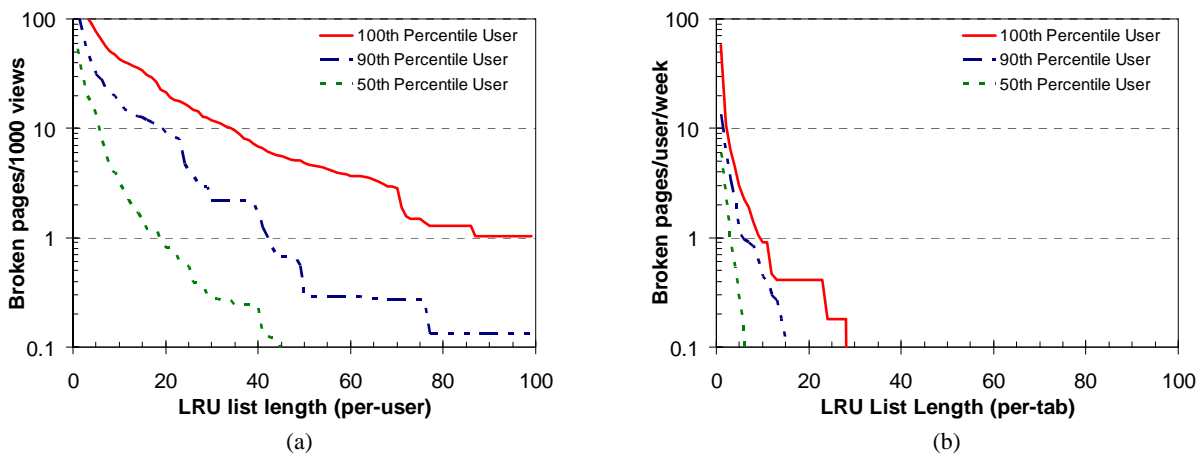 100
10
1
0.1
Broken pages/1000 views
100th Percentile User
90th Percentile User
50th Percentile User
0 20 40 60 80 100
LRU list length (per-user)
(a)
100
10
1
0.1
Broken pages/user/week
100th Percentile User
90th Percentile User
50th Percentile User
0 20 40 60 80 100
LRU List Length (per-tab)
(b)